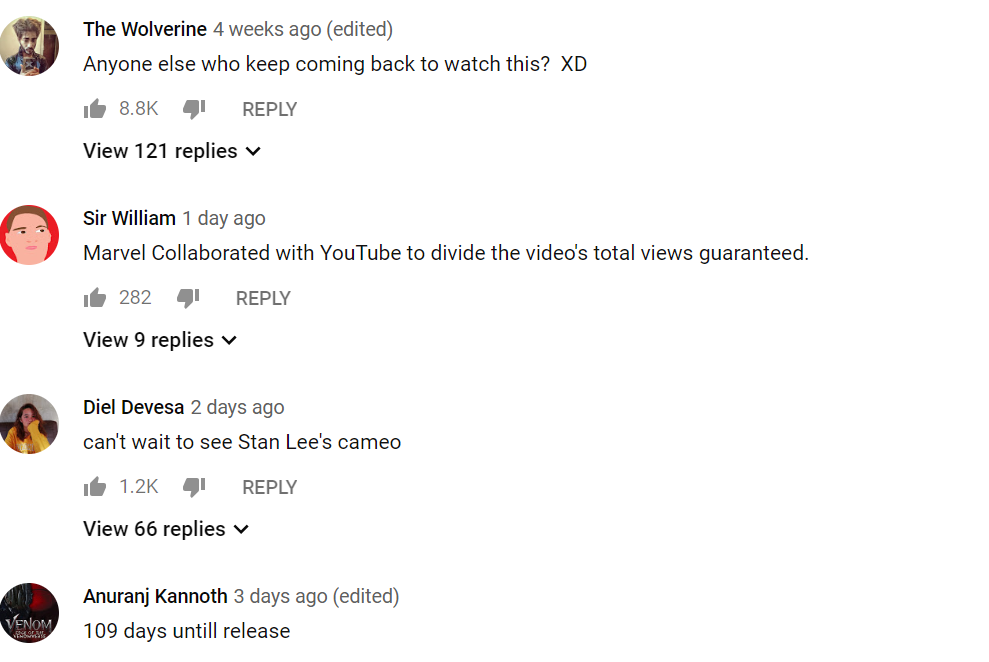 The Wolverine 4 weeks ago (edited)
Anyone else who keep coming back to watch this?  XD
8.8K REPLY
View 121 replies
Sir William 1 day ago
Marvel Collaborated with YouTube to divide the video's total views guaranteed.
282 REPLY
View 9 replies
Diel Devesa 2 days ago
can't wait to see Stan Lee's cameo
1.2K REPLY
View 66 replies
VENOM
Anuranj Kannoth 3 days ago (edited)
109 days untill release